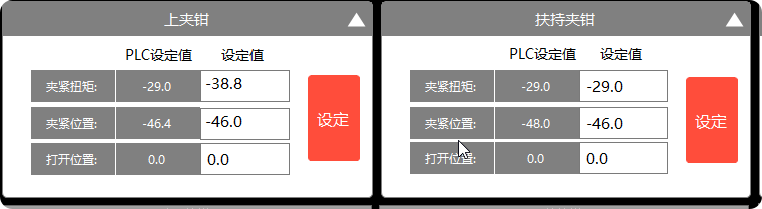 上夹钳
PLC设定值 设定值
夹紧扭矩: -29.0 -38.8
夹紧位置: -46.4 -46.0
打开位置: 0.0 0.0
设定
扶持夹钳
PLC设定值 设定值
夹紧扭矩: -29.0 -29.0
夹紧位置: -48.0 -46.0
打开位置: 0.0 0.0
设定